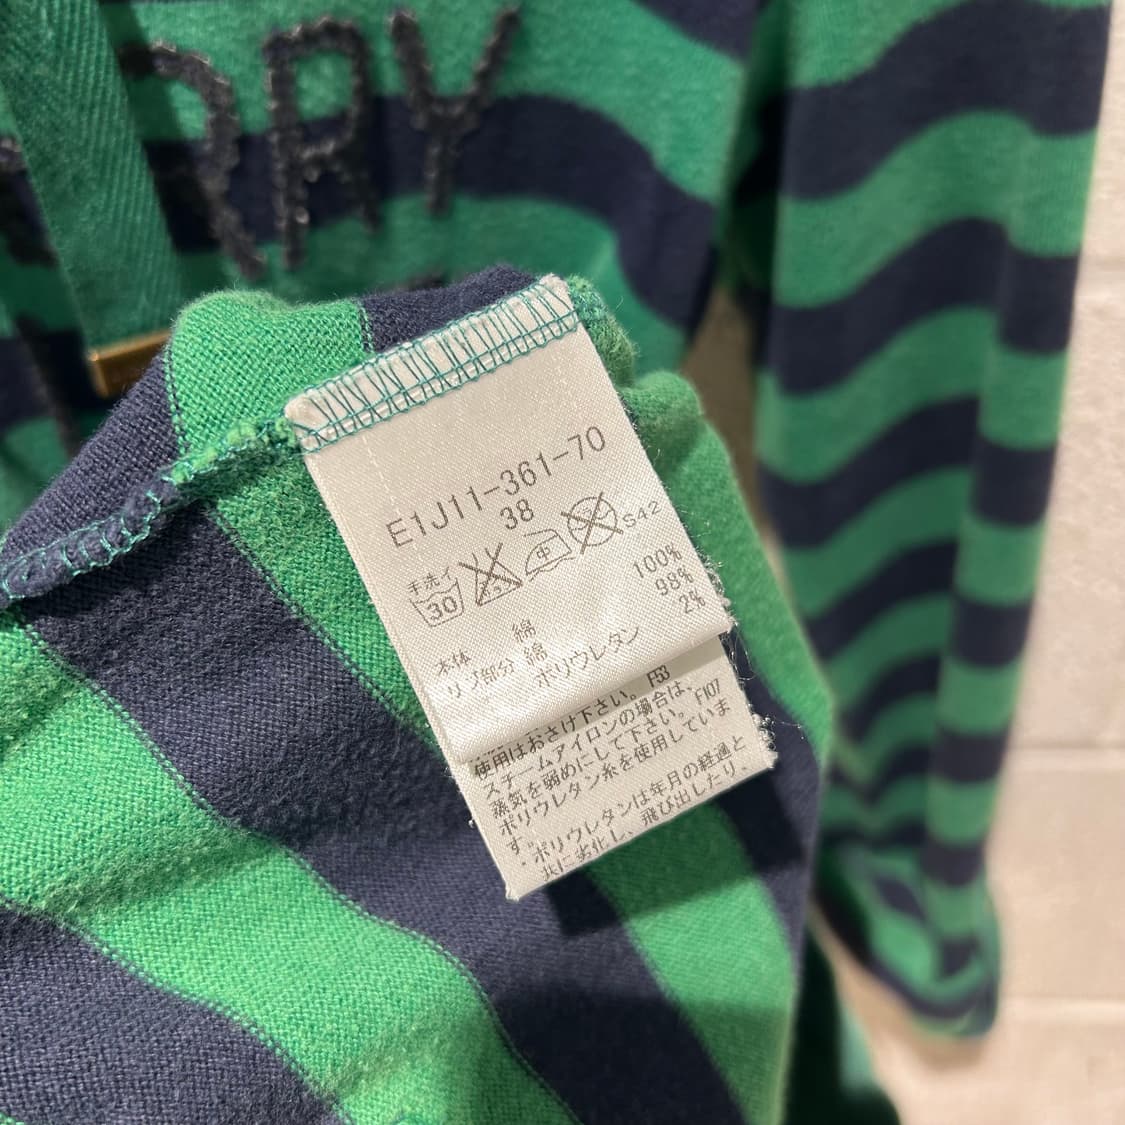 RAY
E1J11-361-70
38
手洗イ
30
中
S42
本体 綿 100%
リブ部分 綿 98%
ポリウレタン 2%
使用はおさけ下さい。 F53
スチームアイロンの場合は、
蒸気を弱めにして下さい。 F107
ポリウレタン糸を使用していま
す。
・ポリウレタンは年月の経過と
共に劣化し、飛び出したり、